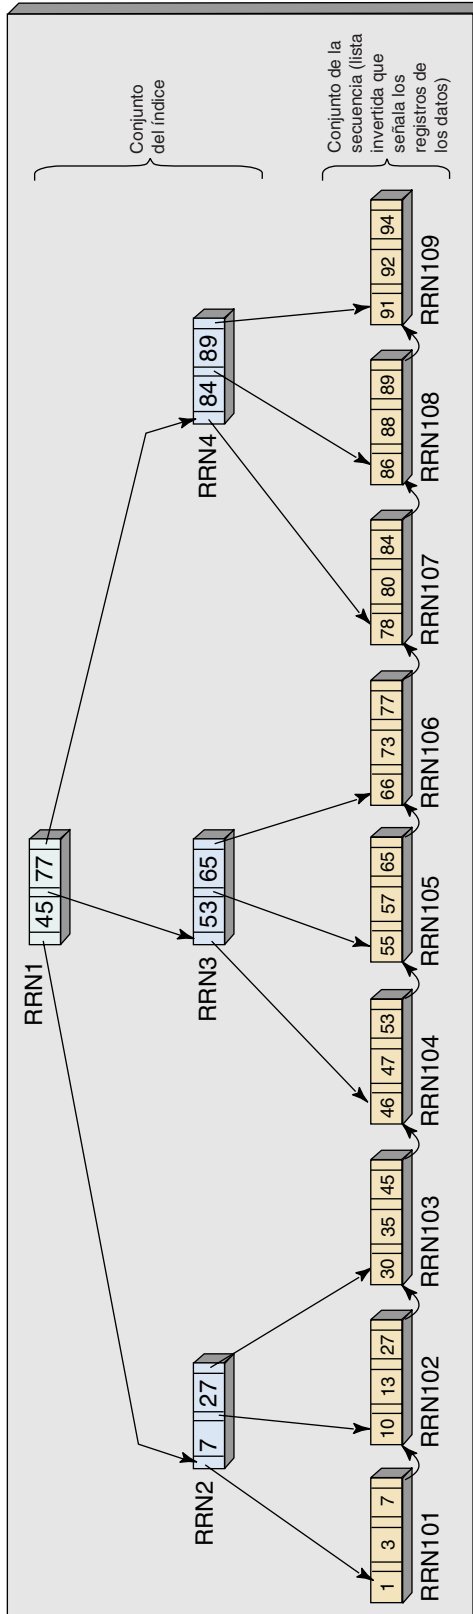 RRN1
45 77
Conjunto
del índice
RRN2
7 27
RRN3
53 65
RRN4
84 89
1 3 7
RRN101
10 13 27
RRN102
30 35 45
RRN103
46 47 53
RRN104
55 57 65
RRN105
66 73 77
RRN106
78 80 84
RRN107
86 88 89
RRN108
91 92 94
RRN109
Conjunto de la
secuencia (lista
invertida que
señala los
registros de
los datos)